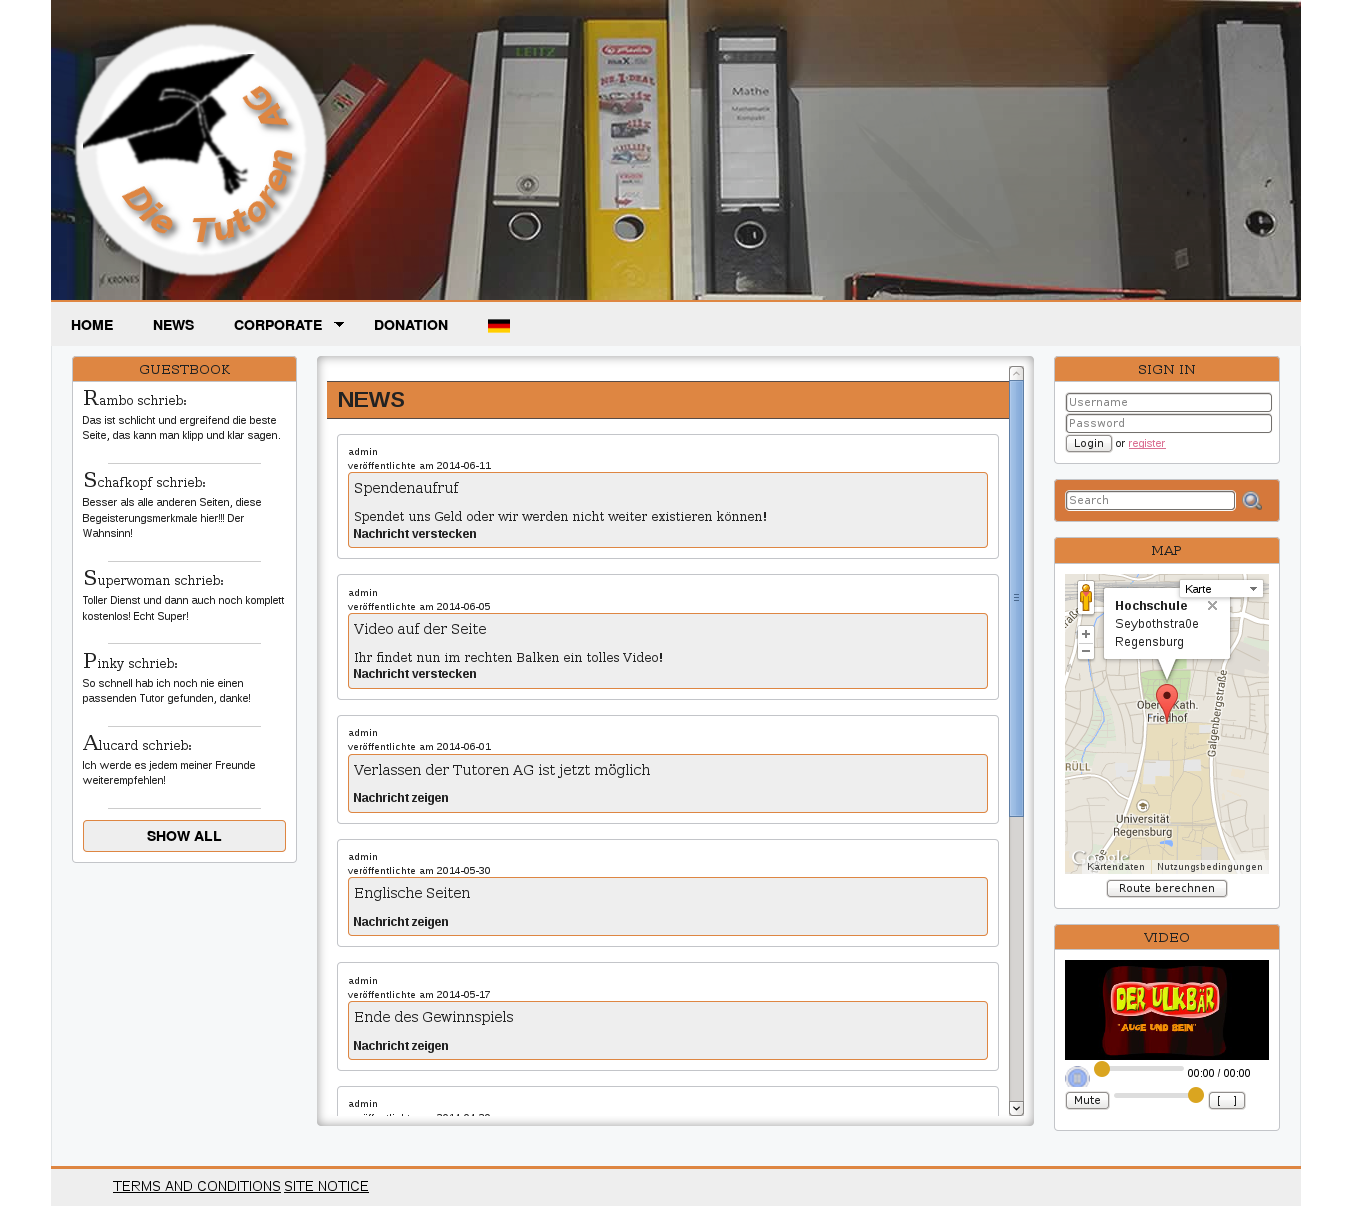 Die Tutoren AG
LEITZ
maX.file
NR.1-DEAL
Mathe
Mathematik
Kompakt
KRONES
HOME
NEWS
CORPORATE
DONATION
GUESTBOOK
Rambo schrieb:
Das ist schlicht und ergreifend die beste
Seite, das kann man klipp und klar sagen.
Schafkopf schrieb:
Besser als alle anderen Seiten, diese
Begeisterungsmerkmale hier!!! Der
Wahnsinn!
Superwoman schrieb:
Toller Dienst und dann auch noch komplett
kostenlos! Echt Super!
Pinky schrieb:
So schnell hab ich noch nie einen
passenden Tutor gefunden, danke!
Alucard schrieb:
Ich werde es jedem meiner Freunde
weiterempfehlen!
SHOW ALL
NEWS
admin
veröffentlichte am 2014-06-11
Spendenaufruf
Spendet uns Geld oder wir werden nicht weiter existieren können!
Nachricht verstecken
admin
veröffentlichte am 2014-06-05
Video auf der Seite
Ihr findet nun im rechten Balken ein tolles Video!
Nachricht verstecken
admin
veröffentlichte am 2014-06-01
Verlassen der Tutoren AG ist jetzt möglich
Nachricht zeigen
admin
veröffentlichte am 2014-05-30
Englische Seiten
Nachricht zeigen
admin
veröffentlichte am 2014-05-17
Ende des Gewinnspiels
Nachricht zeigen
admin
SIGN IN
Username
Password
Login or register
Search
MAP
Karte
Hochschule
Seybothstraße
Regensburg
+
−
Kath.
Friedhof
Galgenbergstraße
RÜLL
Universität
Regensburg
Google
Kartendaten
Nutzungsbedingungen
Route berechnen
VIDEO
DER ULKBÄR
"AUGE UND BEIN"
00:00 / 00:00
Mute
[ ]
TERMS AND CONDITIONS SITE NOTICE